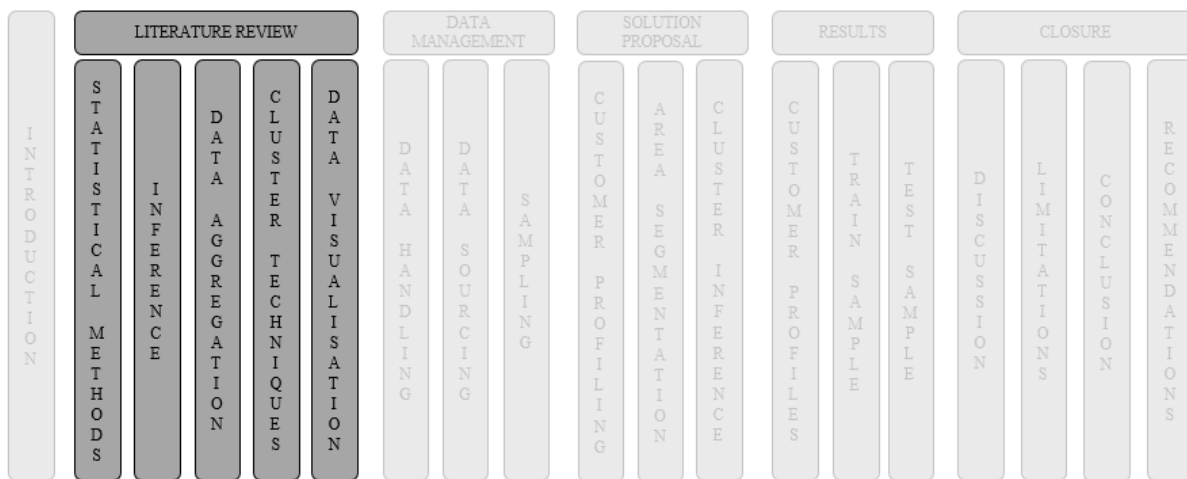 INTRODUCTION
LITERATURE REVIEW
STATISTICAL METHODS
INFERENCE
DATA AGGREGATION
CLUSTER TECHNIQUES
DATA VISUALISATION
DATA
MANAGEMENT
DATA HANDLING
DATA SOURCING
SAMPLING
SOLUTION
PROPOSAL
CUSTOMER PROFILING
AREA SEGMENTATION
CLUSTER INFERENCE
RESULTS
CUSTOMER PROFILES
TRAIN SAMPLE
TEST SAMPLE
CLOSURE
DISCUSSION
LIMITATIONS
CONCLUSION
RECOMMENDATIONS